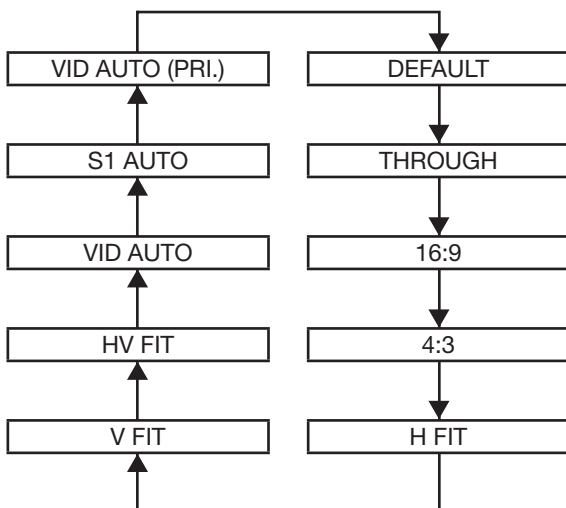 VID AUTO (PRI.)
DEFAULT
S1 AUTO
THROUGH
VID AUTO
16:9
HV FIT
4:3
V FIT
H FIT